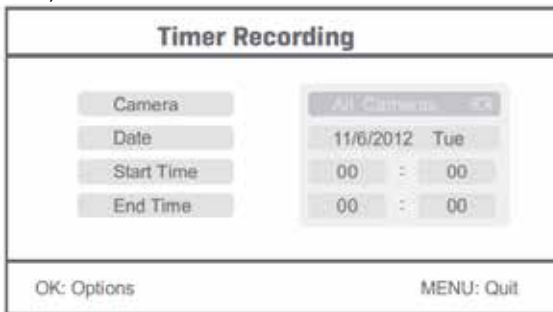 Timer Recording
Camera All Cameras
Date 11/6/2012 Tue
Start Time 00 : 00
End Time 00 : 00
OK: Options MENU: Quit